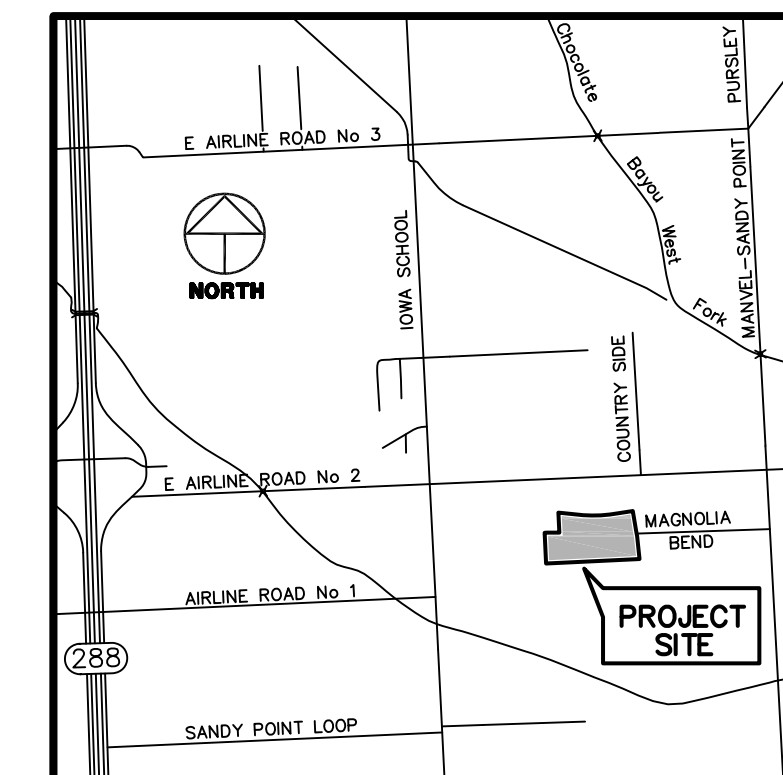 Chocolate
PURSLEY
E AIRLINE ROAD No 3
Bayou
MANVEL-SANDY POINT
West
IOWA SCHOOL
NORTH
Fork
COUNTRY SIDE
E AIRLINE ROAD No 2
MAGNOLIA
BEND
AIRLINE ROAD No 1
PROJECT
SITE
288
SANDY POINT LOOP